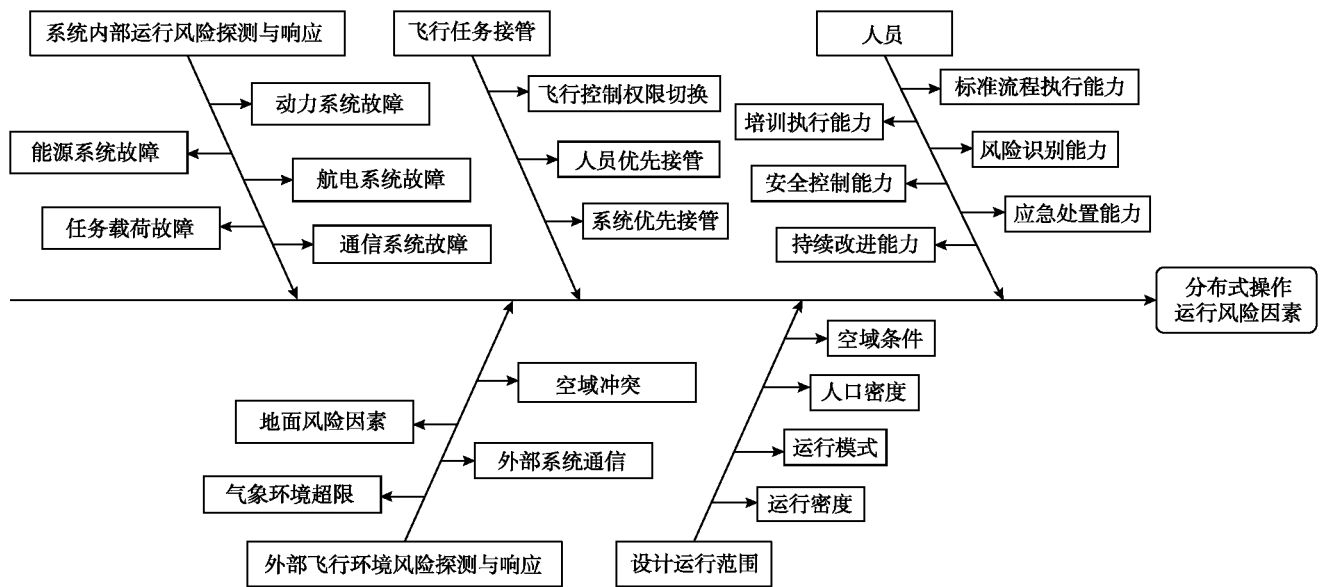 系统内部运行风险探测与响应
飞行任务接管
人员
动力系统故障
飞行控制权限切换
标准流程执行能力
能源系统故障
培训执行能力
人员优先接管
风险识别能力
航电系统故障
安全控制能力
任务载荷故障
系统优先接管
应急处置能力
通信系统故障
持续改进能力
分布式操作
运行风险因素
空域条件
空域冲突
人口密度
地面风险因素
运行模式
外部系统通信
气象环境超限
运行密度
外部飞行环境风险探测与响应
设计运行范围